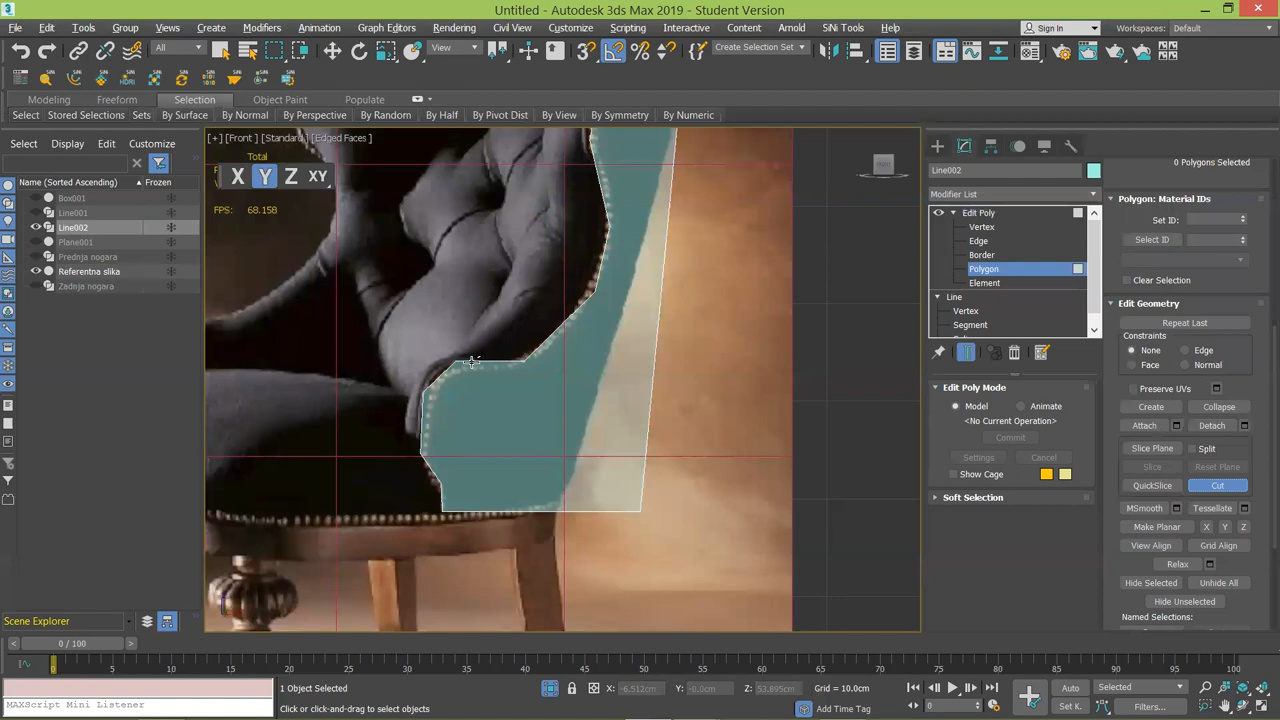 Untitled - Autodesk 3ds Max 2019 - Student Version
File Edit Tools Group Views Create Modifiers Animation Graph Editors Rendering Civil View Customize Scripting Interactive Content Arnold SiNi Tools Help Sign In Workspaces: Default
All View Create Selection Set
Modeling Freeform Selection Object Paint Populate
Select Stored Selections Sets By Surface By Normal By Perspective By Random By Half By Pivot Dist By View By Symmetry By Numeric
Select Display Edit Customize
Name (Sorted Ascending) Frozen
Box001
Line001
Line002
Plane001
Prednja nogara
Referentna slika
Zadnja nogara
Scene Explorer
[+] [Front] [Standard] [Edged Faces]
Total
X Y Z XY
FPS: 68.158
Line002
Modifier List
Edit Poly
Vertex
Edge
Border
Polygon
Element
Line
Vertex
Segment
Edit Poly Mode
Model Animate
<No Current Operation>
Commit
Settings Cancel
Show Cage
Soft Selection
0 Polygons Selected
Polygon: Material IDs
Set ID:
Select ID
Clear Selection
Edit Geometry
Repeat Last
Constraints
None Edge
Face Normal
Preserve UVs
Create Collapse
Attach Detach
Slice Plane Split
Slice Reset Plane
QuickSlice Cut
MSmooth Tessellate
Make Planar X Y Z
View Align Grid Align
Relax
Hide Selected Unhide All
Hide Unselected
Named Selections:
< 0 / 100 >
0 5 10 15 20 25 30 35 40 45 50 55 60 65 70 75 80 85 90 95 100
MAXScript Mini Listener
1 Object Selected
Click or click-and-drag to select objects
X: -6.512cm Y: -0.0cm Z: 53.895cm Grid = 10.0cm
Add Time Tag
0
Auto Selected
Set K. Filters...